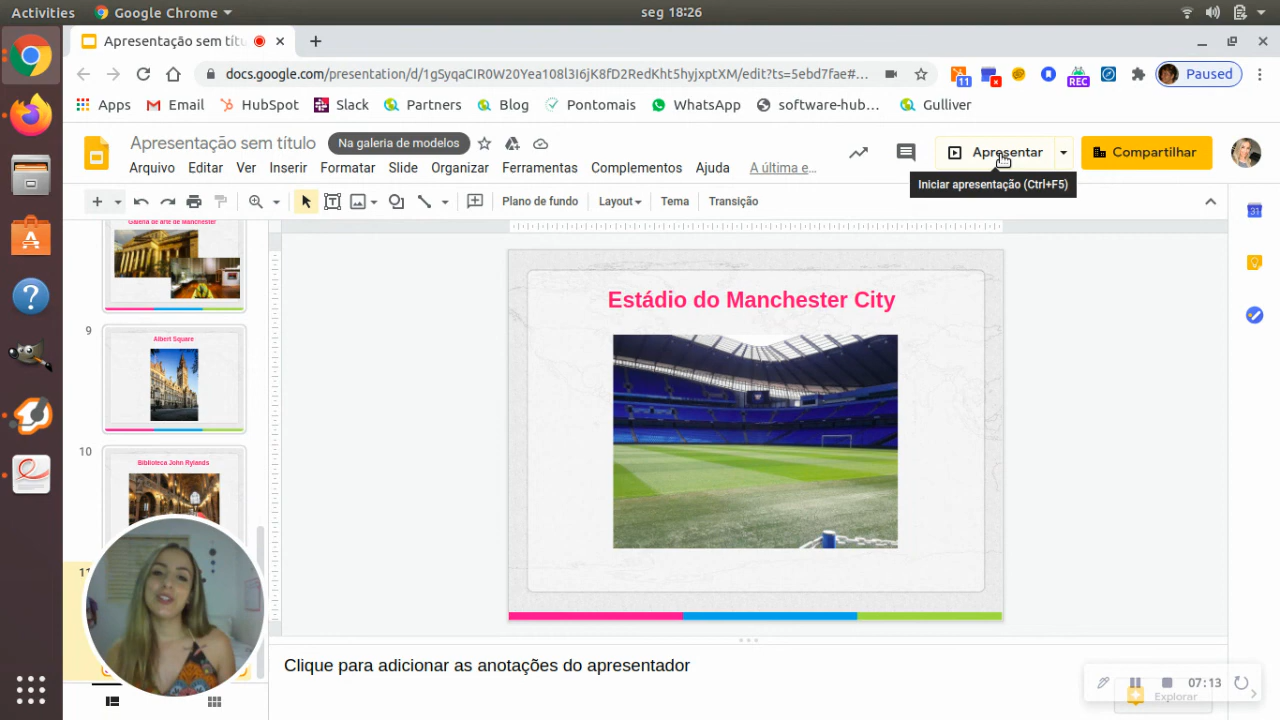 Activities Google Chrome seg 18:26
Apresentação sem títu
docs.google.com/presentation/d/1gSyqaCIR0W20Yea108l3I6jK8fD2RedKht5hyjxptXM/edit?ts=5ebd7fae#... 11 REC Paused
Apps Email HubSpot Slack Partners Blog Pontomais WhatsApp software-hub... Gulliver
Apresentação sem título Na galeria de modelos Apresentar Compartilhar
Arquivo Editar Ver Inserir Formatar Slide Organizar Ferramentas Complementos Ajuda A última e...
Iniciar apresentação (Ctrl+F5)
Plano de fundo Layout Tema Transição
31
Galeria de arte de Manchester
9
Albert Square
10
Biblioteca John Rylands
11
Estádio do Manchester City
Clique para adicionar as anotações do apresentador
07:13
Explorar